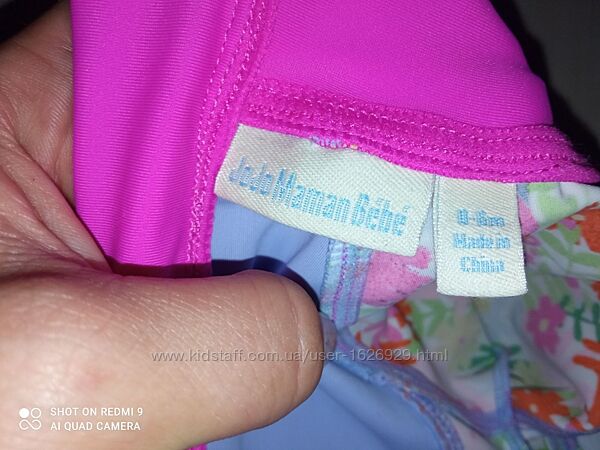 JoJo Maman Bébé
0-6m
Made in
China
www.kidstaff.com.ua/user-1626929.html
SHOT ON REDMI 9
AI QUAD CAMERA